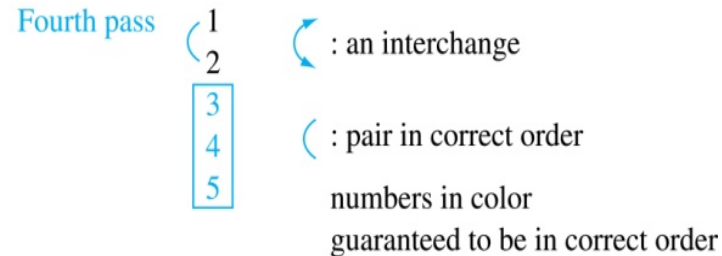 Fourth pass
1
2
3
4
5
: an interchange
: pair in correct order
numbers in color
guaranteed to be in correct order